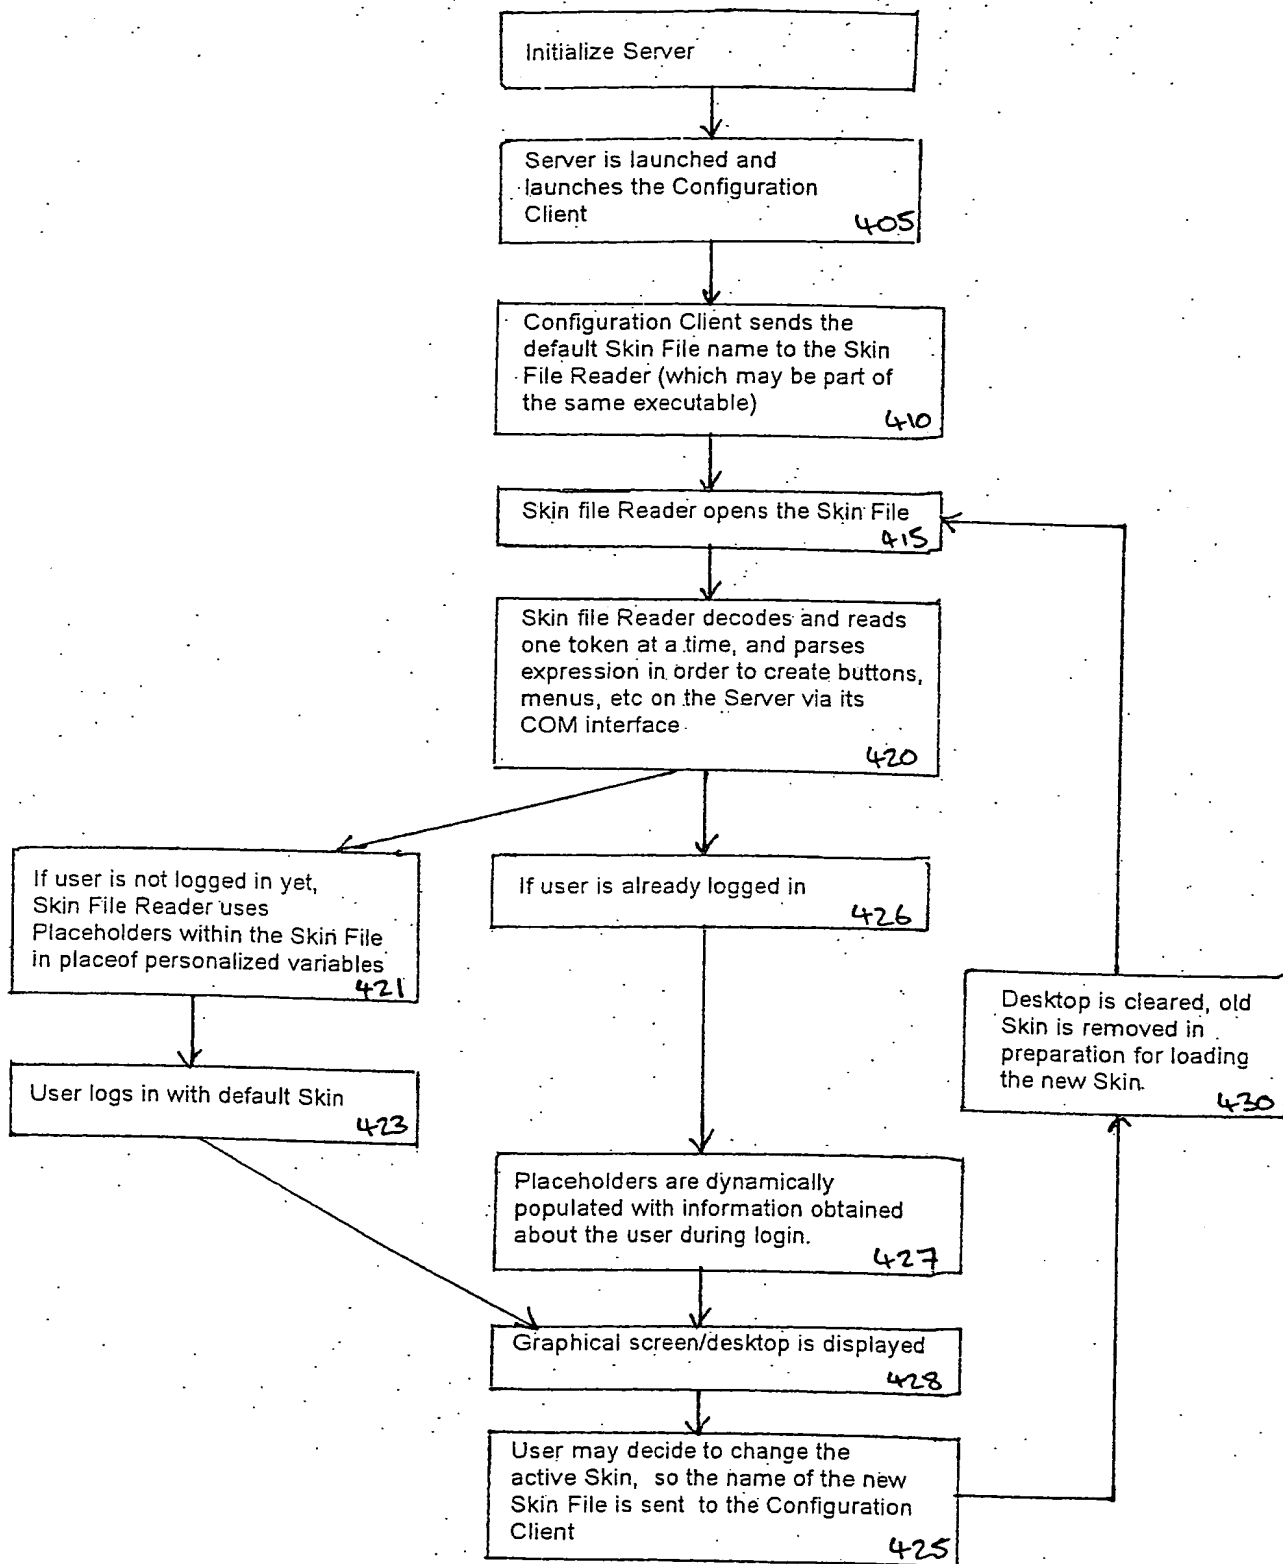 Initialize Server
Server is launched and
launches the Configuration
Client
405
Configuration Client sends the
default Skin File name to the Skin
File Reader (which may be part of
the same executable)
410
Skin file Reader opens the Skin File
415
Skin file Reader decodes and reads
one token at a time, and parses
expression in order to create buttons,
menus, etc on the Server via its
COM interface
420
If user is not logged in yet,
Skin File Reader uses
Placeholders within the Skin File
in placeof personalized variables
421
If user is already logged in
426
User logs in with default Skin
423
Desktop is cleared, old
Skin is removed in
preparation for loading
the new Skin.
430
Placeholders are dynamically
populated with information obtained
about the user during login.
427
Graphical screen/desktop is displayed
428
User may decide to change the
active Skin, so the name of the new
Skin File is sent to the Configuration
Client
425